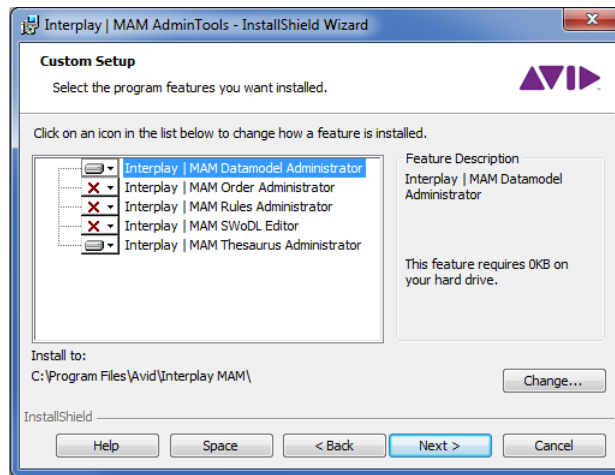 Interplay | MAM AdminTools - InstallShield Wizard
Custom Setup
Select the program features you want installed.
AVID
Click on an icon in the list below to change how a feature is installed.
Interplay | MAM Datamodel Administrator
Interplay | MAM Order Administrator
Interplay | MAM Rules Administrator
Interplay | MAM SWoDL Editor
Interplay | MAM Thesaurus Administrator
Feature Description
Interplay | MAM Datamodel
Administrator
This feature requires 0KB on
your hard drive.
Install to:
C:\Program Files\Avid\Interplay MAM\
Change...
InstallShield
Help
Space
< Back
Next >
Cancel